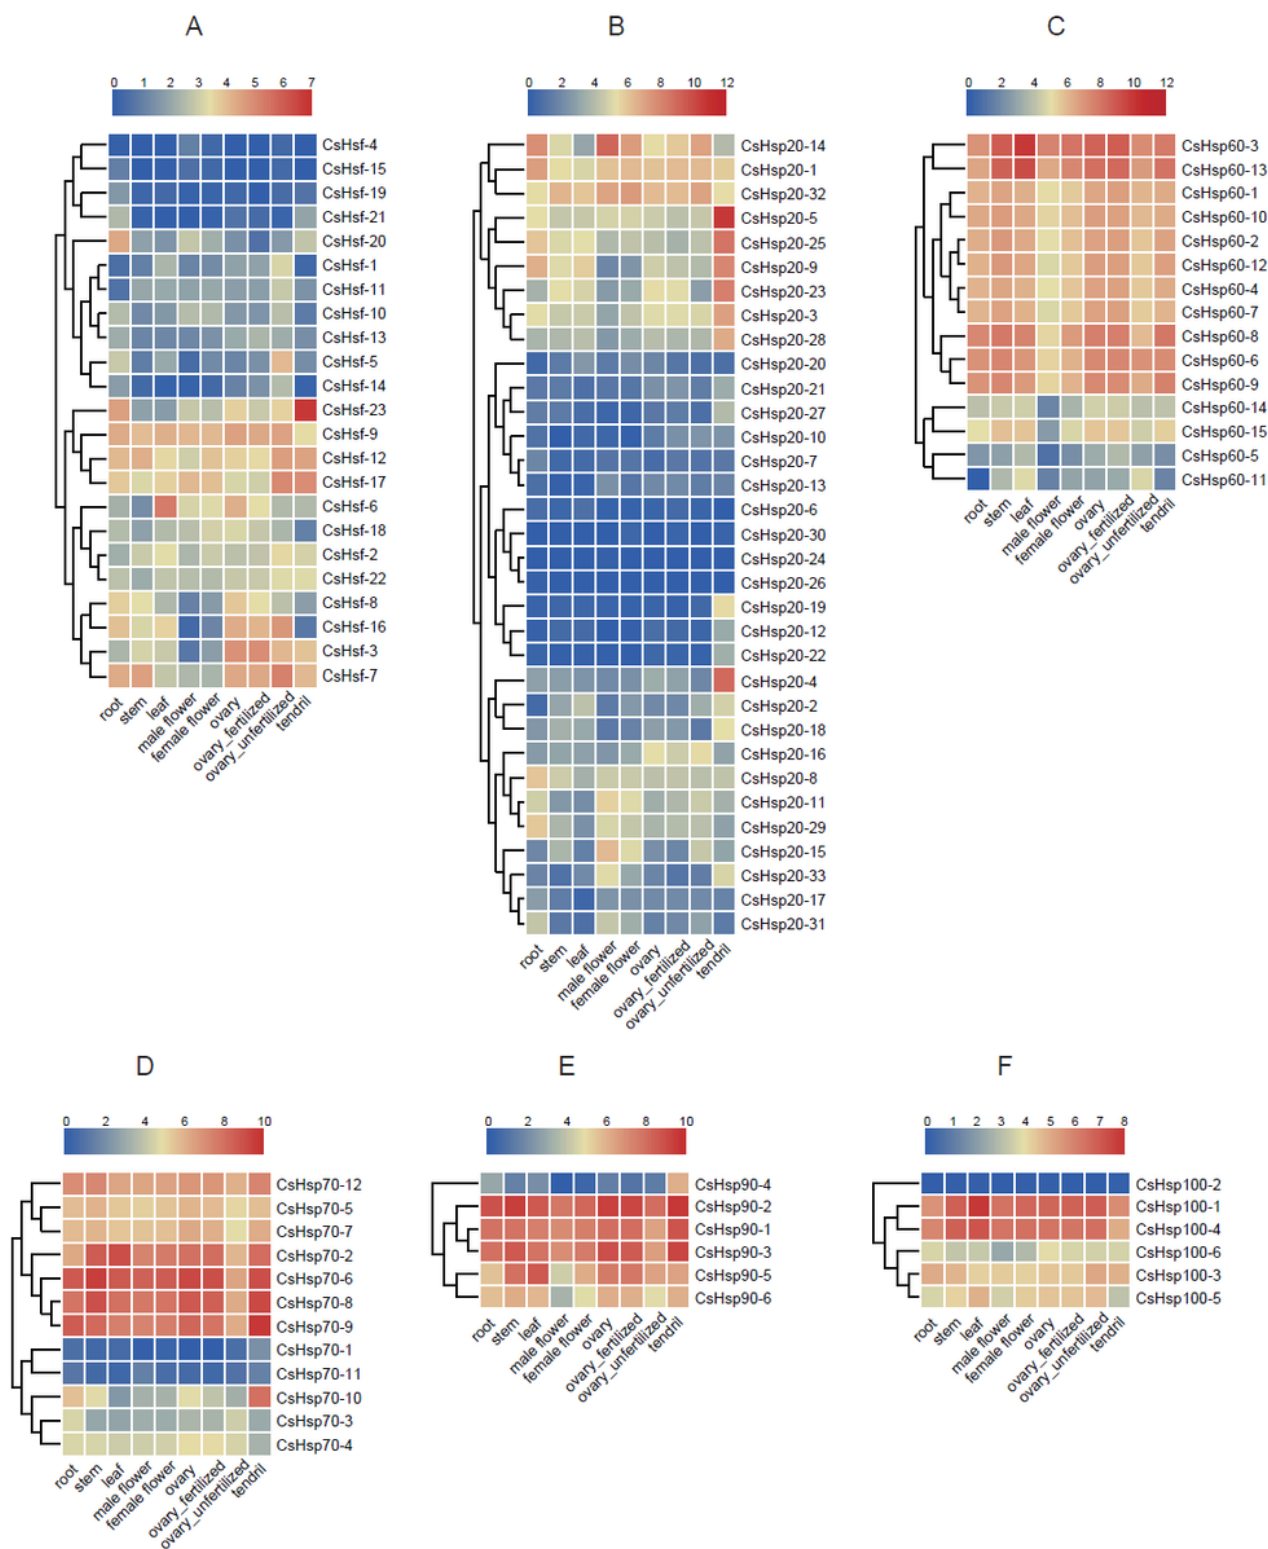 A
B
C
0 1 2 3 4 5 6 7
0 2 4 6 8 10 12
0 2 4 6 8 10 12
CsHsf-4
CsHsf-15
CsHsf-19
CsHsf-21
CsHsf-20
CsHsf-1
CsHsf-11
CsHsf-10
CsHsf-13
CsHsf-5
CsHsf-14
CsHsf-23
CsHsf-9
CsHsf-12
CsHsf-17
CsHsf-6
CsHsf-18
CsHsf-2
CsHsf-22
CsHsf-8
CsHsf-16
CsHsf-3
CsHsf-7
root
stem
leaf
male flower
female flower
ovary
ovary_fertilized
ovary_unfertilized
tendril
CsHsp20-14
CsHsp20-1
CsHsp20-32
CsHsp20-5
CsHsp20-25
CsHsp20-9
CsHsp20-23
CsHsp20-3
CsHsp20-28
CsHsp20-20
CsHsp20-21
CsHsp20-27
CsHsp20-10
CsHsp20-7
CsHsp20-13
CsHsp20-6
CsHsp20-30
CsHsp20-24
CsHsp20-26
CsHsp20-19
CsHsp20-12
CsHsp20-22
CsHsp20-4
CsHsp20-2
CsHsp20-18
CsHsp20-16
CsHsp20-8
CsHsp20-11
CsHsp20-29
CsHsp20-15
CsHsp20-33
CsHsp20-17
CsHsp20-31
root
stem
leaf
male flower
female flower
ovary
ovary_fertilized
ovary_unfertilized
tendril
CsHsp60-3
CsHsp60-13
CsHsp60-1
CsHsp60-10
CsHsp60-2
CsHsp60-12
CsHsp60-4
CsHsp60-7
CsHsp60-8
CsHsp60-6
CsHsp60-9
CsHsp60-14
CsHsp60-15
CsHsp60-5
CsHsp60-11
root
stem
leaf
male flower
female flower
ovary
ovary_fertilized
ovary_unfertilized
tendril
D
E
F
0 2 4 6 8 10
0 2 4 6 8 10
0 1 2 3 4 5 6 7 8
CsHsp70-12
CsHsp70-5
CsHsp70-7
CsHsp70-2
CsHsp70-6
CsHsp70-8
CsHsp70-9
CsHsp70-1
CsHsp70-11
CsHsp70-10
CsHsp70-3
CsHsp70-4
root
stem
leaf
male flower
female flower
ovary
ovary_fertilized
ovary_unfertilized
tendril
CsHsp90-4
CsHsp90-2
CsHsp90-1
CsHsp90-3
CsHsp90-5
CsHsp90-6
root
stem
leaf
male flower
female flower
ovary
ovary_fertilized
ovary_unfertilized
tendril
CsHsp100-2
CsHsp100-1
CsHsp100-4
CsHsp100-6
CsHsp100-3
CsHsp100-5
root
stem
leaf
male flower
female flower
ovary
ovary_fertilized
ovary_unfertilized
tendril